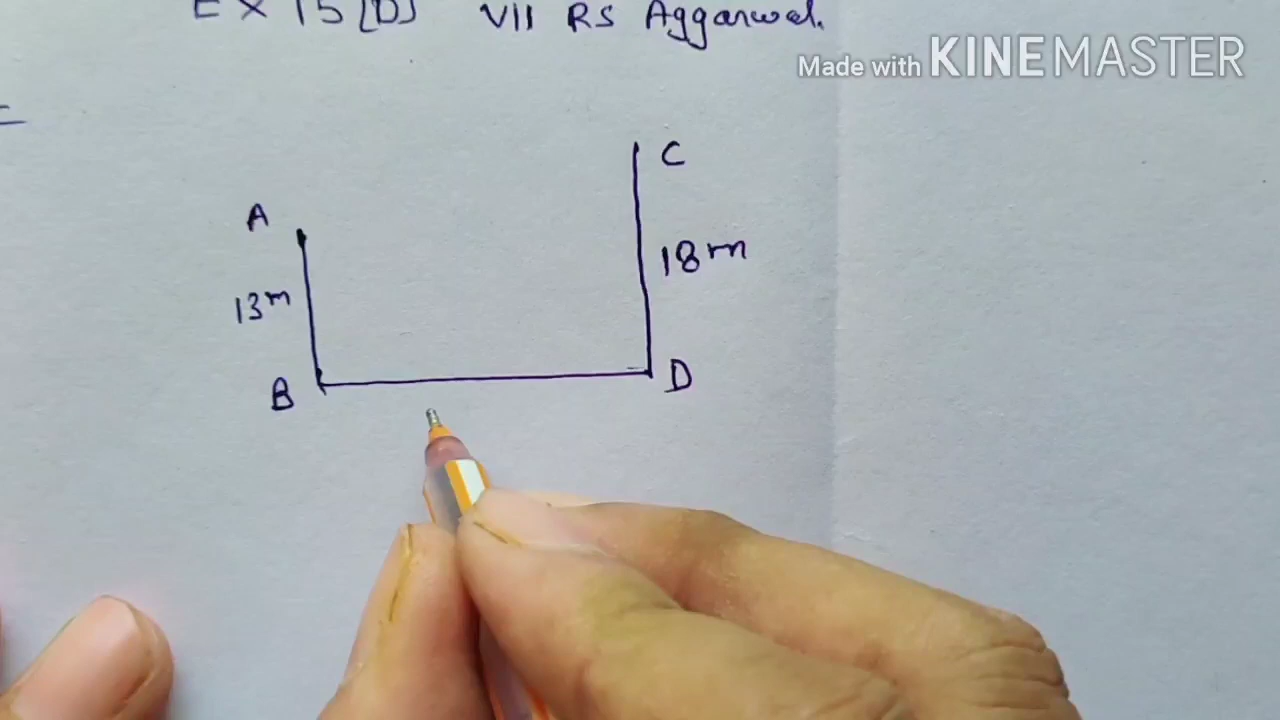 Ex 15 [D] VII RS Aggarwal.
Made with KINEMASTER
C
A
18m
13m
B
D